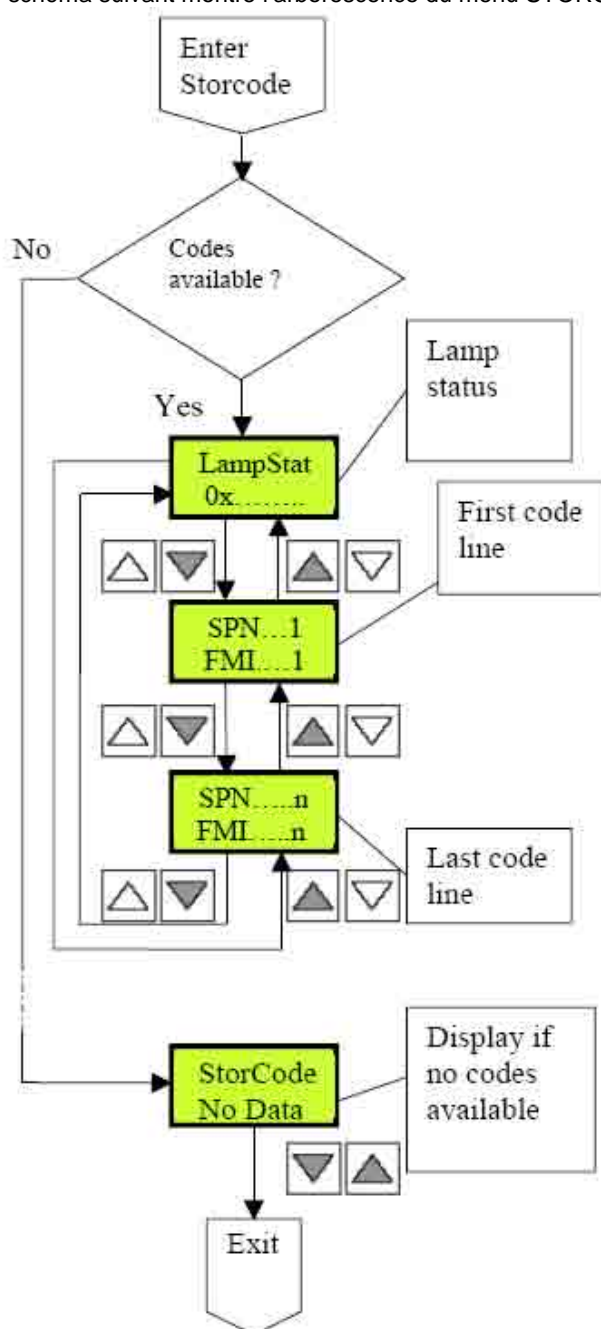 schéma suivant montre l'arborescence du menu STORC
Enter
Storcode
No
Codes
available ?
Lamp
status
Yes
LampStat
0x.........
First code
line
SPN....1
FMI.....1
SPN......n
FMI......n
Last code
line
StorCode
No Data
Display if
no codes
available
Exit